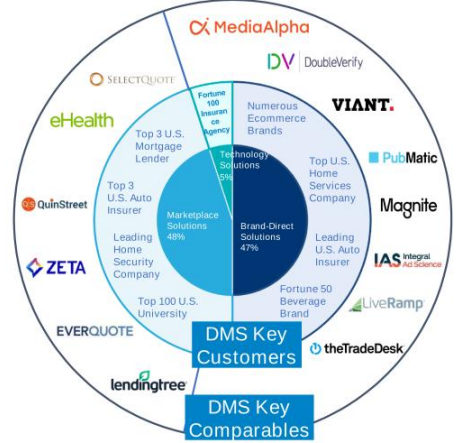 MediaAlpha
DV DoubleVerify
SELECTQUOTE
Fortune
100
Insuran
ce
Agency
Numerous
Ecommerce
Brands
VIANT.
eHealth
Top 3 U.S.
Mortgage
Lender
Technology
Solutions
5%
PubMatic
Top U.S.
Home
Services
Company
Top 3
U.S. Auto
Insurer
QS QuinStreet
Marketplace
Solutions
48%
Brand-Direct
Solutions
47%
Magnite
Leading
Home
Security
Company
Leading
U.S. Auto
Insurer
ZETA
IAS Integral
Ad Science
Top 100 U.S.
University
Fortune 50
Beverage
Brand
LiveRamp
EVERQUOTE
DMS Key
Customers
theTradeDesk
lendingtree
DMS Key
Comparables